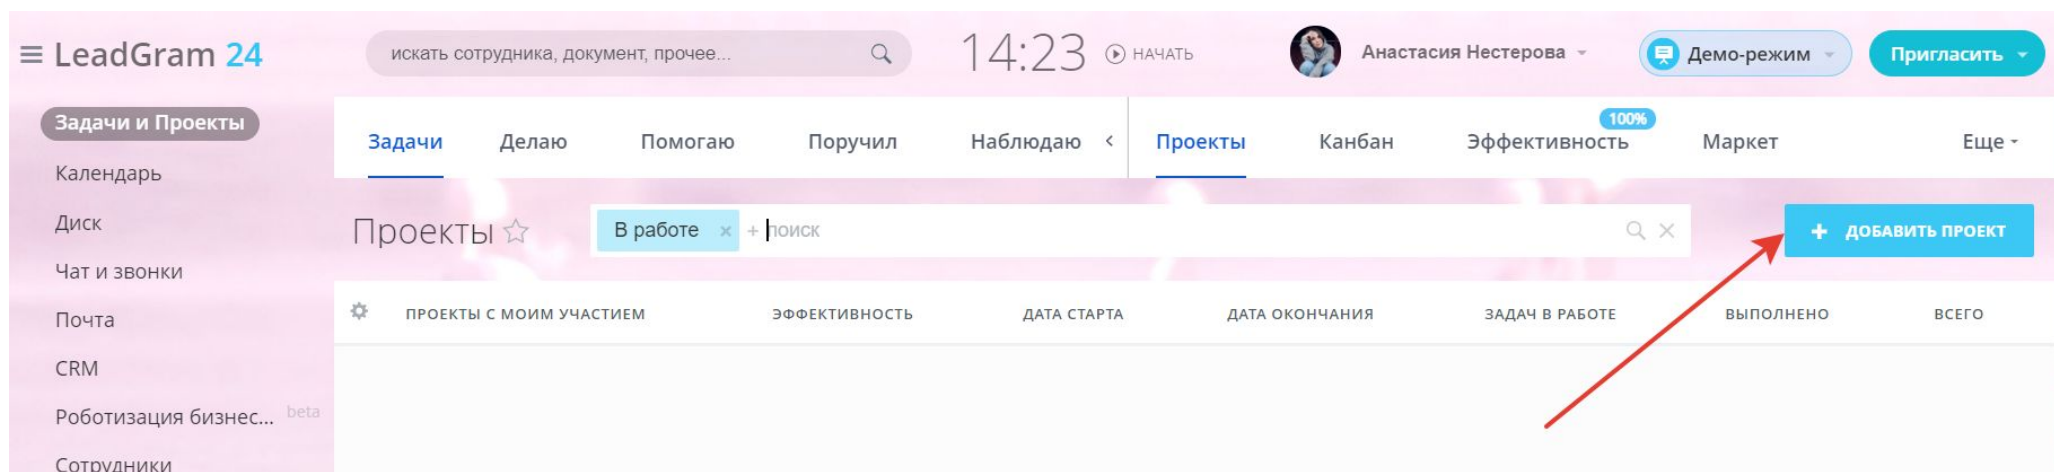 LeadGram 24
искать сотрудника, документ, прочее...
14:23
НАЧАТЬ
Анастасия Нестерова
Демо-режим
Пригласить
Задачи и Проекты
Календарь
Диск
Чат и звонки
Почта
CRM
Роботизация бизнес... beta
Сотрудники
Задачи
Делаю
Помогаю
Поручил
Наблюдаю <
Проекты
Канбан
Эффективность
100%
Маркет
Еще
Проекты
В работе × + поиск
+ ДОБАВИТЬ ПРОЕКТ
ПРОЕКТЫ С МОИМ УЧАСТИЕМ
ЭФФЕКТИВНОСТЬ
ДАТА СТАРТА
ДАТА ОКОНЧАНИЯ
ЗАДАЧ В РАБОТЕ
ВЫПОЛНЕНО
ВСЕГО